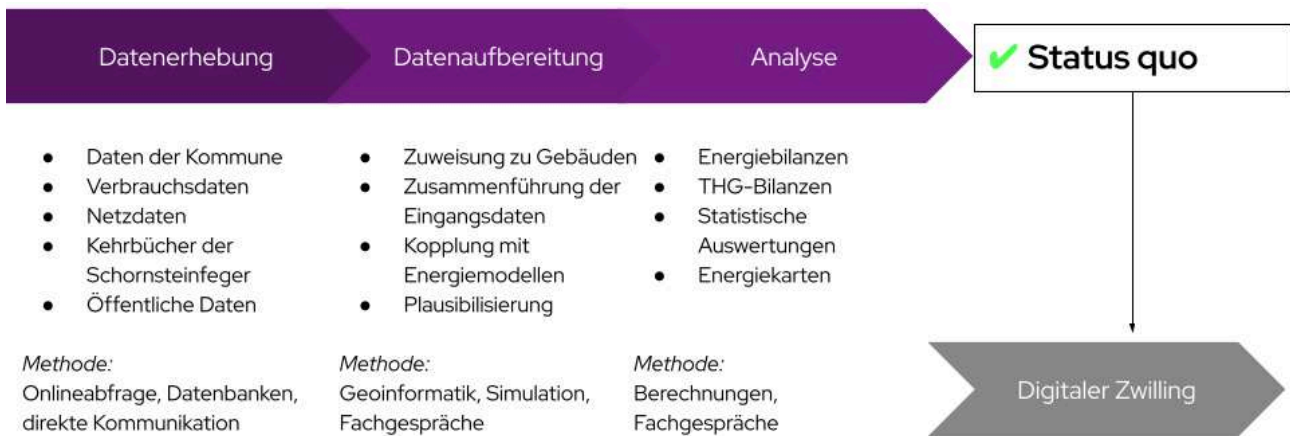 Datenerhebung
Datenaufbereitung
Analyse
✔ Status quo
● Daten der Kommune
● Verbrauchsdaten
● Netzdaten
● Kehrbücher der
Schornsteinfeger
● Öffentliche Daten
Methode:
Onlineabfrage, Datenbanken,
direkte Kommunikation
● Zuweisung zu Gebäuden
● Zusammenführung der
Eingangsdaten
● Kopplung mit
Energiemodellen
● Plausibilisierung
Methode:
Geoinformatik, Simulation,
Fachgespräche
● Energiebilanzen
● THG-Bilanzen
● Statistische
Auswertungen
● Energiekarten
Methode:
Berechnungen,
Fachgespräche
Digitaler Zwilling